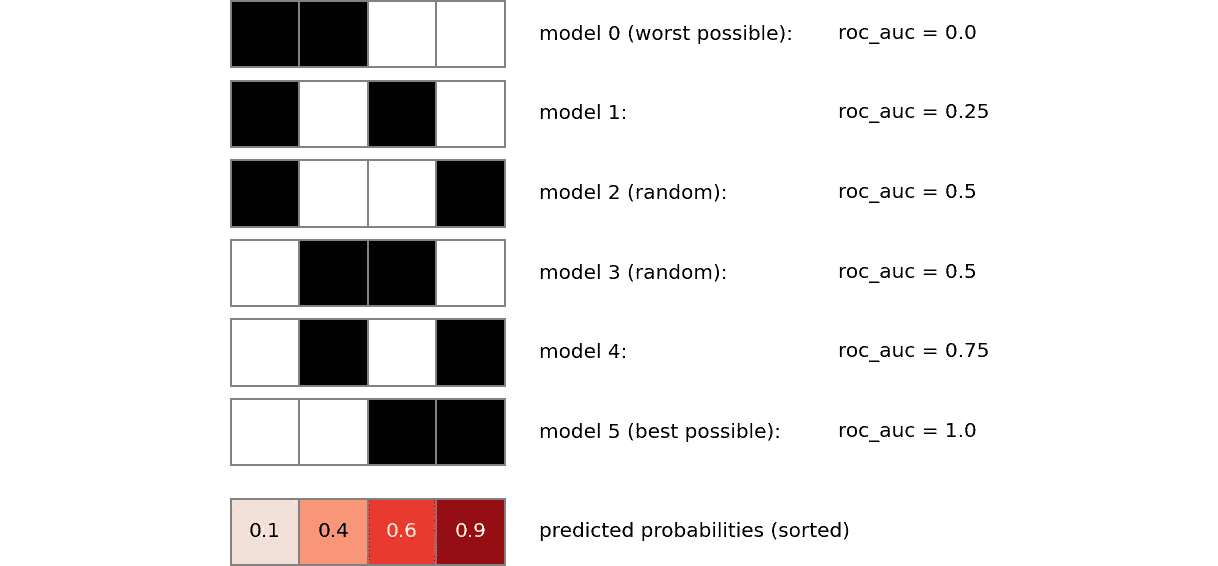 model 0 (worst possible): roc_auc = 0.0
model 1: roc_auc = 0.25
model 2 (random): roc_auc = 0.5
model 3 (random): roc_auc = 0.5
model 4: roc_auc = 0.75
model 5 (best possible): roc_auc = 1.0
0.1 0.4 0.6 0.9 predicted probabilities (sorted)